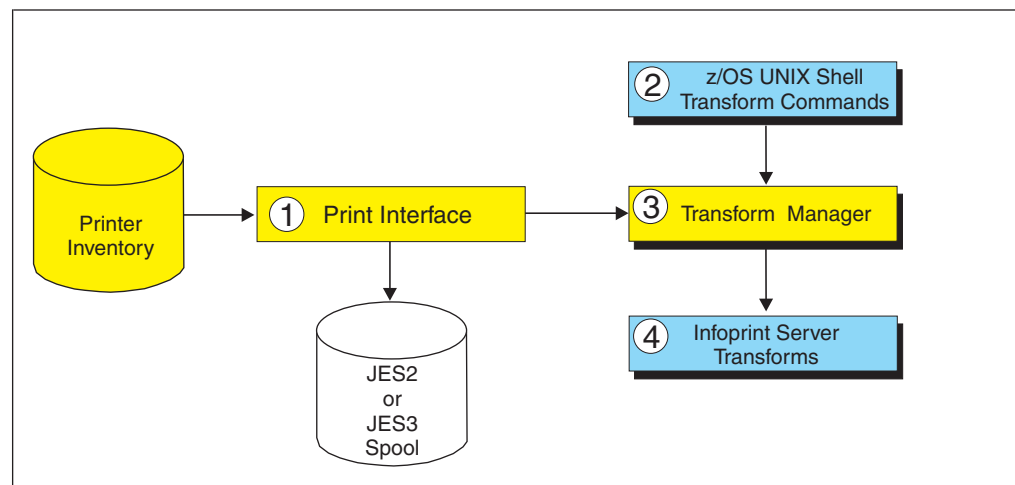 2
z/OS UNIX Shell
Transform Commands
Printer
Inventory
1
Print Interface
3
Transform Manager
JES2
or
JES3
Spool
4
Infoprint Server
Transforms